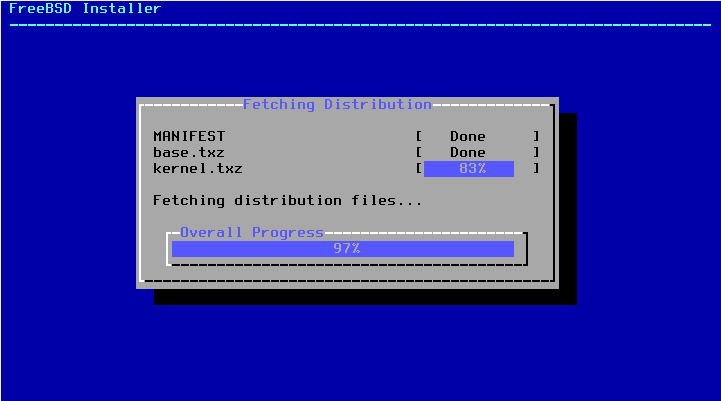 FreeBSD Installer
Fetching Distribution
MANIFEST [ Done ]
base.txz [ Done ]
kernel.txz [ 83% ]
Fetching distribution files...
Overall Progress
97%